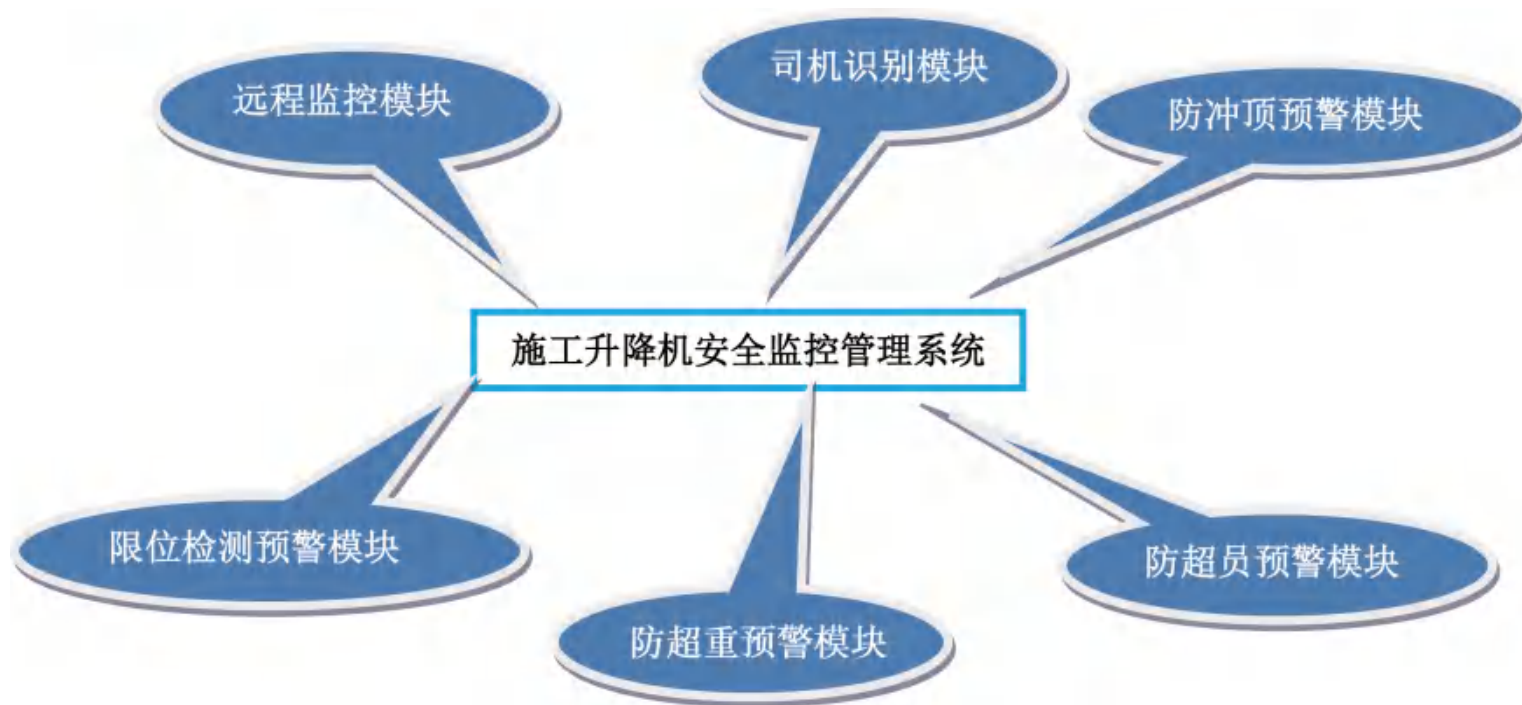 远程监控模块
司机识别模块
防冲顶预警模块
施工升降机安全监控管理系统
限位检测预警模块
防超重预警模块
防超员预警模块